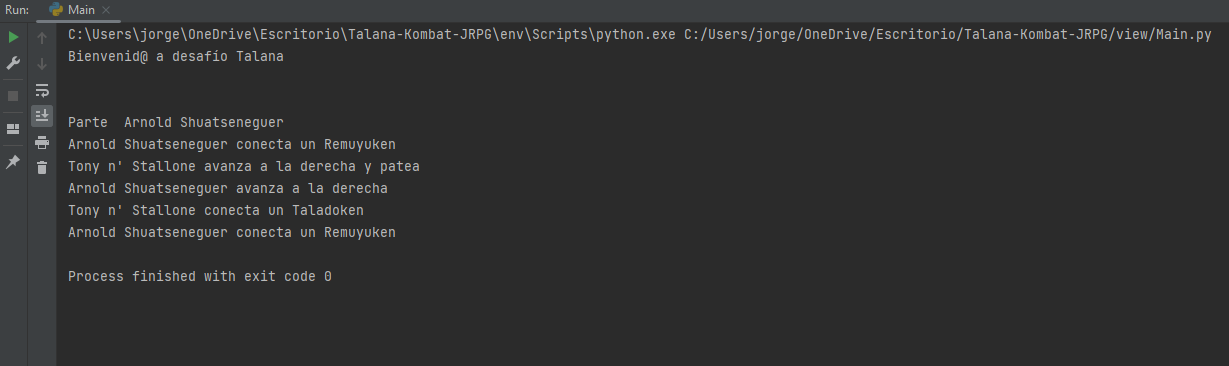 Run: Main
C:\Users\jorge\OneDrive\Escritorio\Talana-Kombat-JRPG\env\Scripts\python.exe C:/Users/jorge/OneDrive/Escritorio/Talana-Kombat-JRPG/view/Main.py
Bienvenid@ a desafío Talana
Parte  Arnold Shuatseneguer
Arnold Shuatseneguer conecta un Remuyuken
Tony n' Stallone avanza a la derecha y patea
Arnold Shuatseneguer avanza a la derecha
Tony n' Stallone conecta un Taladoken
Arnold Shuatseneguer conecta un Remuyuken
Process finished with exit code 0